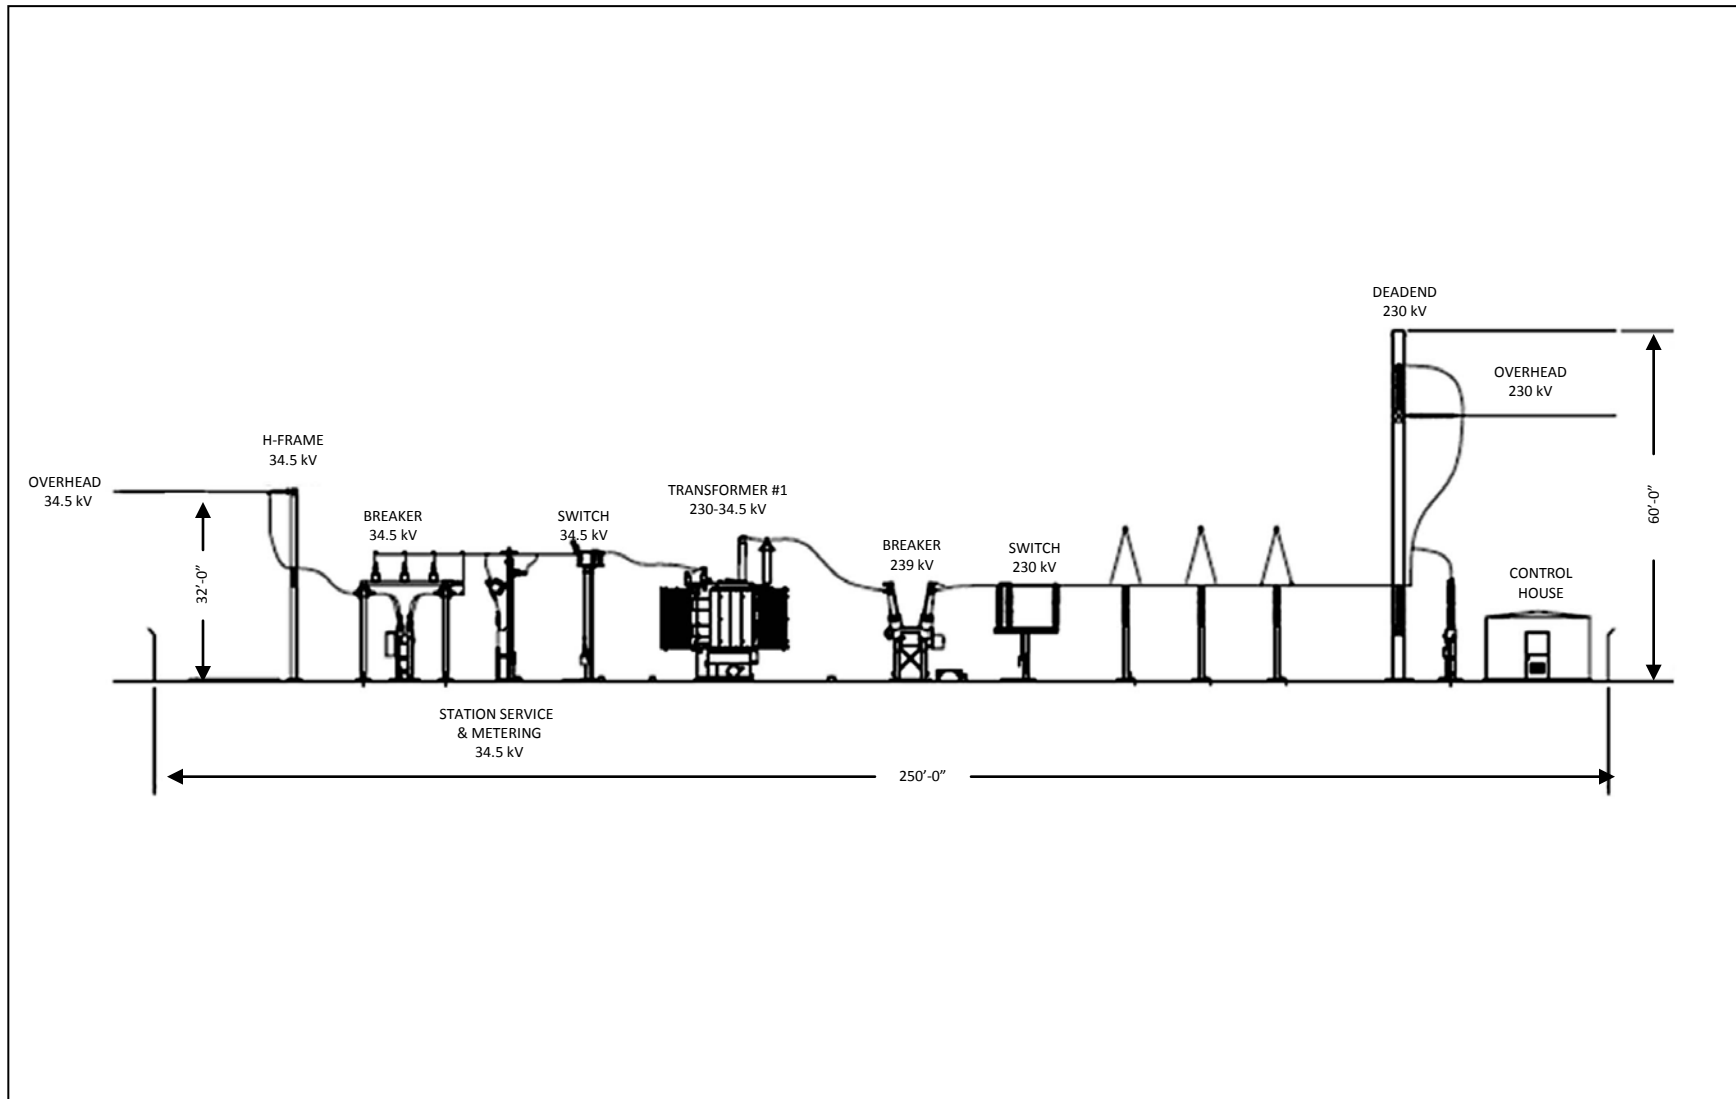 DEADEND
230 kV
OVERHEAD
230 kV
H-FRAME
34.5 kV
OVERHEAD
34.5 kV
TRANSFORMER #1
230-34.5 kV
BREAKER
34.5 kV
SWITCH
34.5 kV
BREAKER
239 kV
SWITCH
230 kV
CONTROL
HOUSE
32’-0”
60’-0”
STATION SERVICE
& METERING
34.5 kV
250’-0”